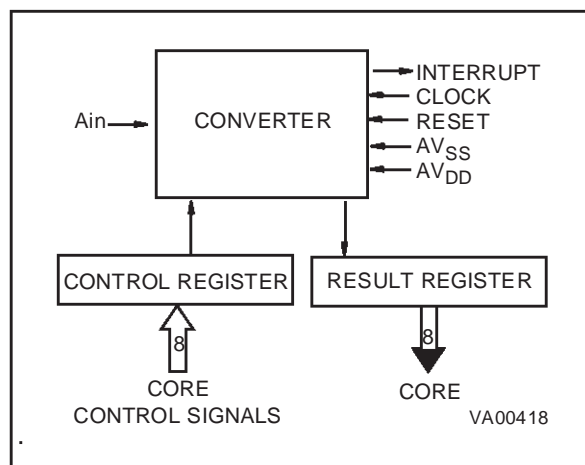 INTERRUPT
CLOCK
Ain
CONVERTER
RESET
AVSS
AVDD
CONTROL REGISTER
RESULT REGISTER
8
8
CORE
CONTROL SIGNALS
CORE
VA00418
.